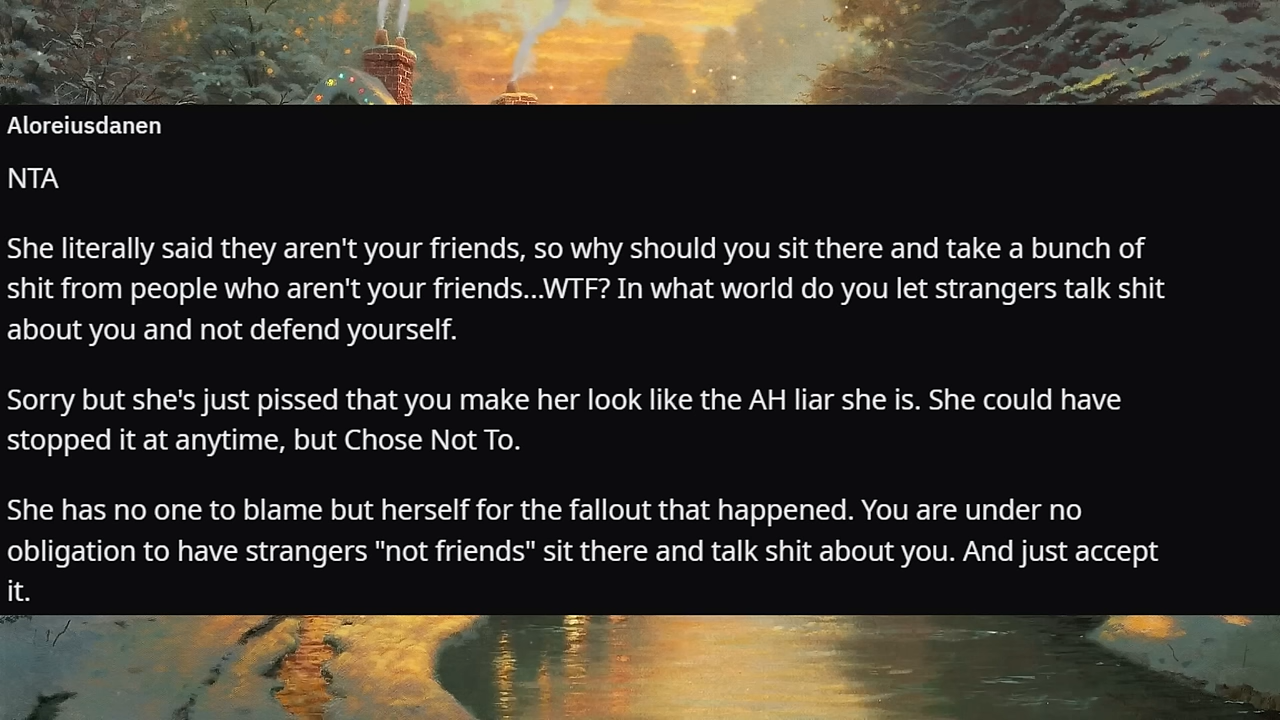 Aloreiusdanen
NTA
She literally said they aren't your friends, so why should you sit there and take a bunch of
shit from people who aren't your friends...WTF? In what world do you let strangers talk shit
about you and not defend yourself.
Sorry but she's just pissed that you make her look like the AH liar she is. She could have
stopped it at anytime, but Chose Not To.
She has no one to blame but herself for the fallout that happened. You are under no
obligation to have strangers "not friends" sit there and talk shit about you. And just accept
it.